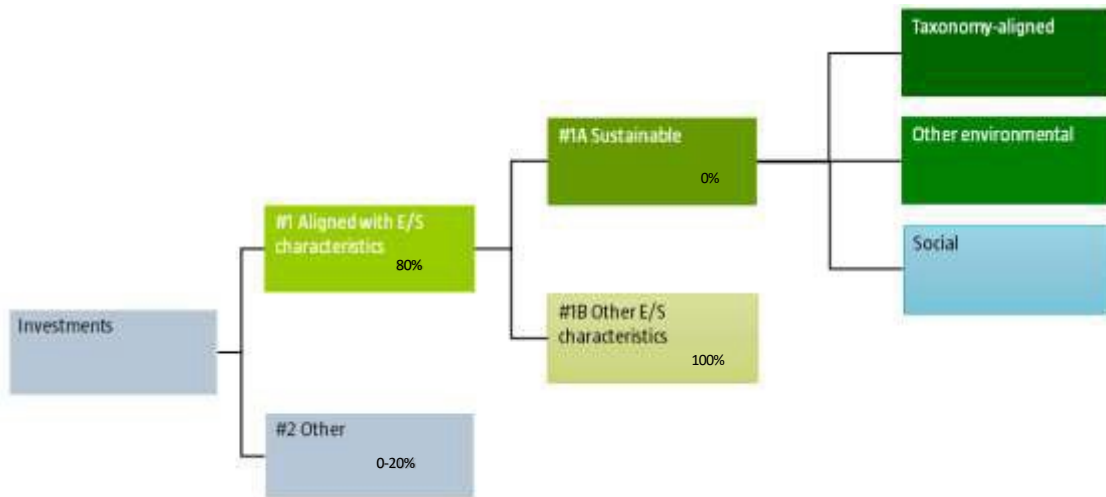 Investments
#1 Aligned with E/S
characteristics
80%
#2 Other
0-20%
#1A Sustainable
0%
#1B Other E/S
characteristics
100%
Taxonomy-aligned
Other environmental
Social